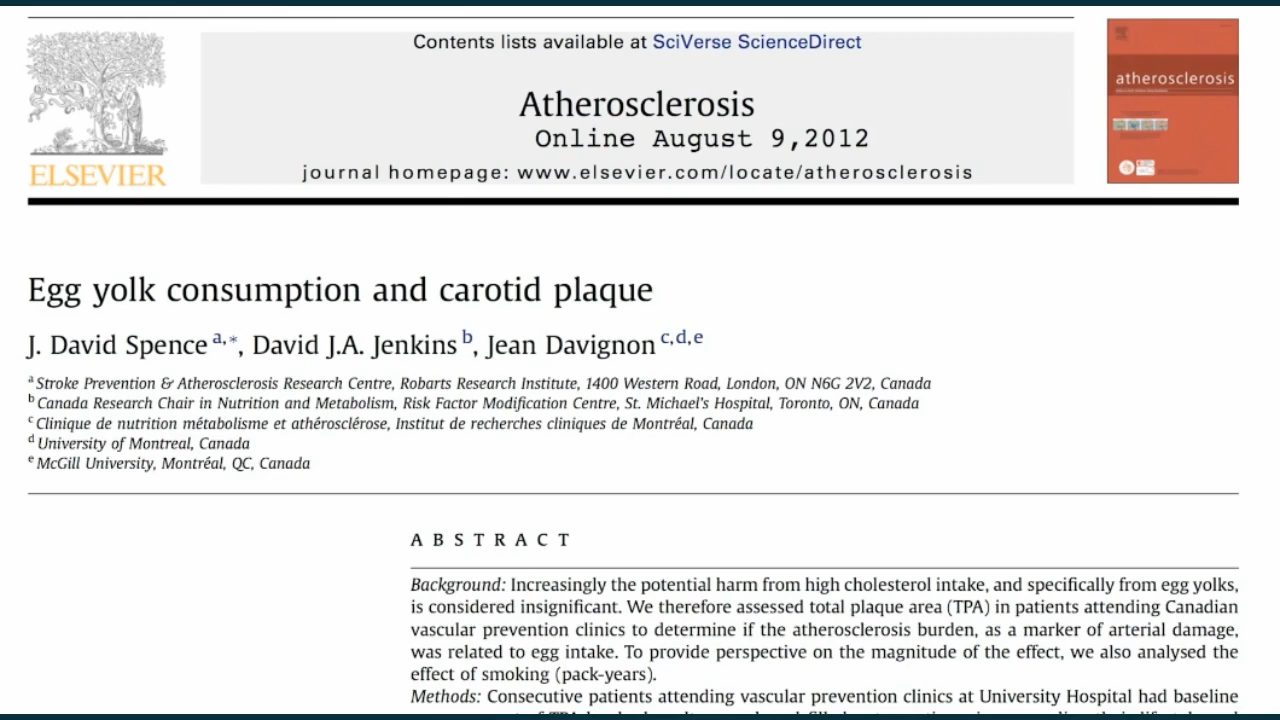 Contents lists available at SciVerse ScienceDirect
Atherosclerosis
Online August 9,2012
journal homepage: www.elsevier.com/locate/atherosclerosis
ELSEVIER
atherosclerosis
Egg yolk consumption and carotid plaque
J. David Spence a,*, David J.A. Jenkins b, Jean Davignon c,d,e
a Stroke Prevention & Atherosclerosis Research Centre, Robarts Research Institute, 1400 Western Road, London, ON N6G 2V2, Canada
b Canada Research Chair in Nutrition and Metabolism, Risk Factor Modification Centre, St. Michael's Hospital, Toronto, ON, Canada
c Clinique de nutrition métabolisme et athérosclérose, Institut de recherches cliniques de Montréal, Canada
d University of Montreal, Canada
e McGill University, Montréal, QC, Canada
ABSTRACT
Background: Increasingly the potential harm from high cholesterol intake, and specifically from egg yolks,
is considered insignificant. We therefore assessed total plaque area (TPA) in patients attending Canadian
vascular prevention clinics to determine if the atherosclerosis burden, as a marker of arterial damage,
was related to egg intake. To provide perspective on the magnitude of the effect, we also analysed the
effect of smoking (pack-years).
Methods: Consecutive patients attending vascular prevention clinics at University Hospital had baseline